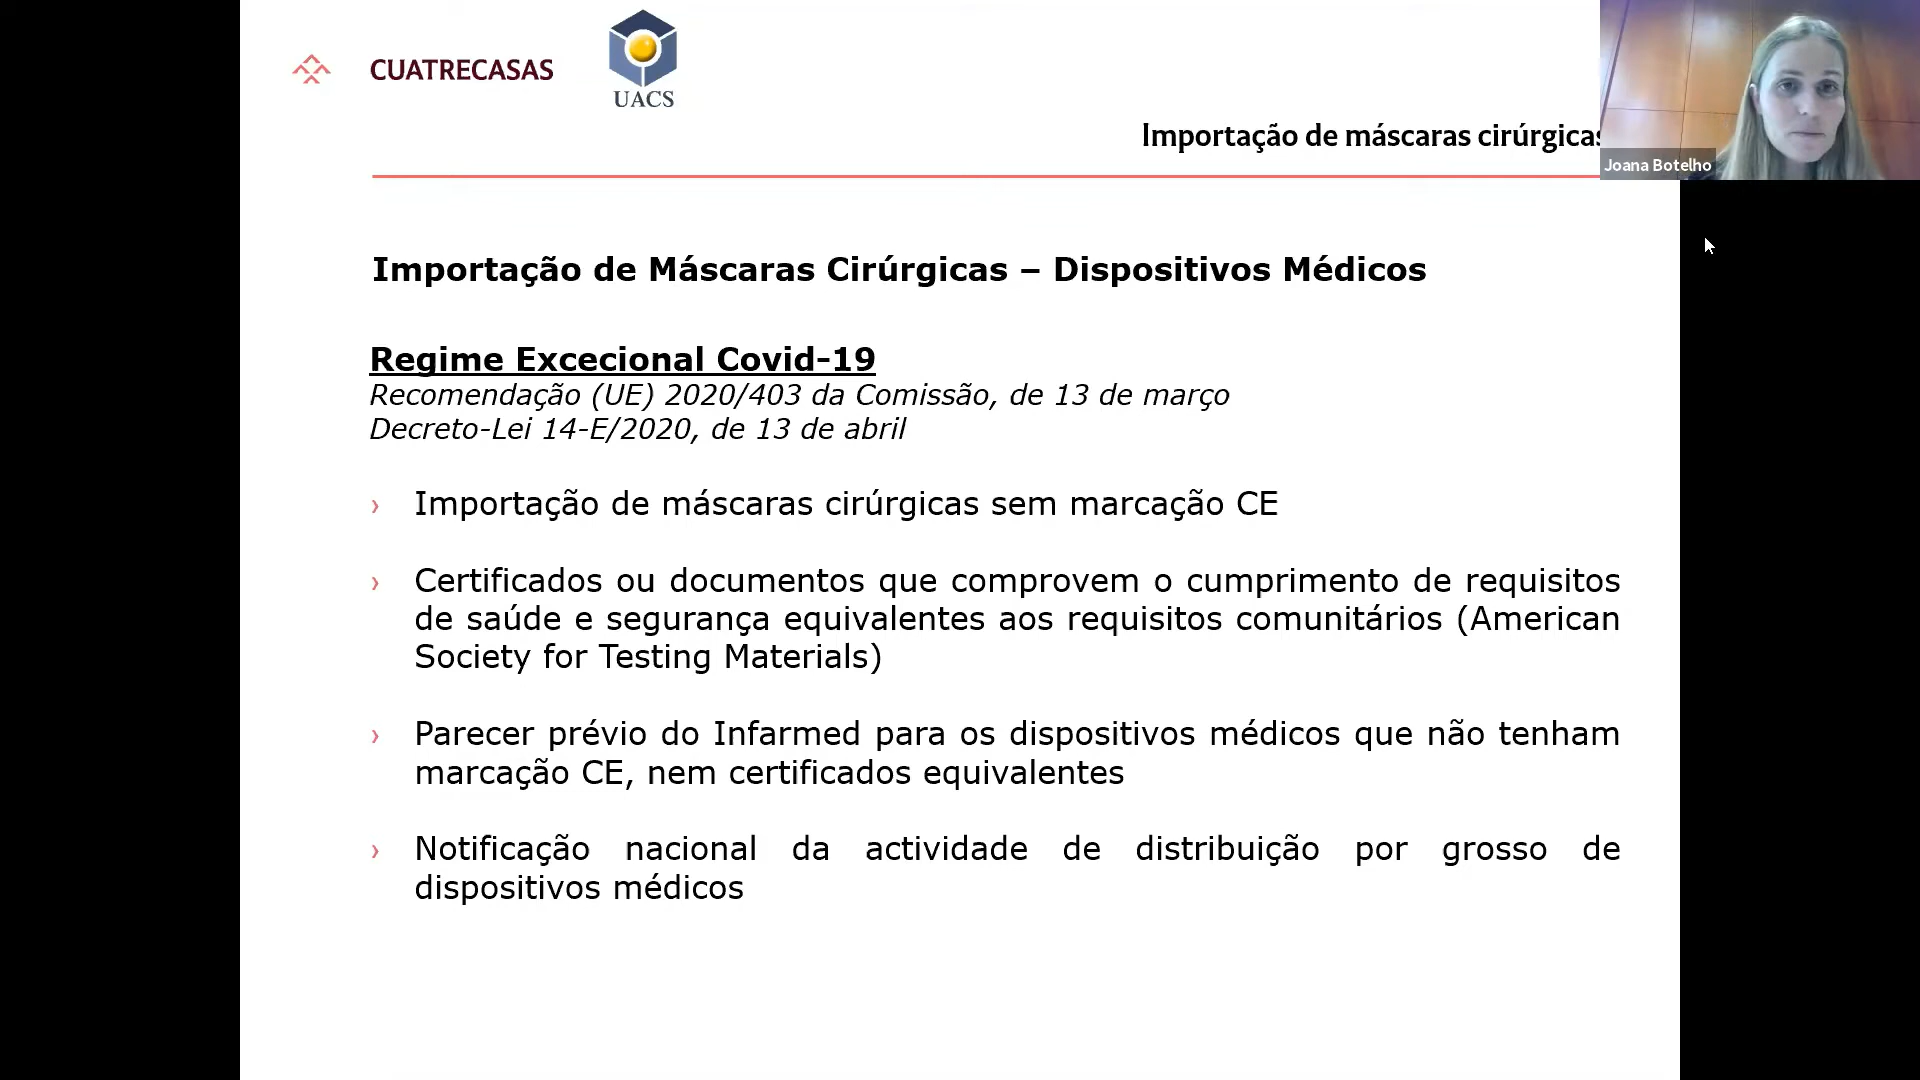 CUATRECASAS
UACS
Importação de máscaras cirúrgicas
Joana Botelho
Importação de Máscaras Cirúrgicas – Dispositivos Médicos
Regime Excecional Covid-19
Recomendação (UE) 2020/403 da Comissão, de 13 de março
Decreto-Lei 14-E/2020, de 13 de abril
› Importação de máscaras cirúrgicas sem marcação CE
› Certificados ou documentos que comprovem o cumprimento de requisitos
de saúde e segurança equivalentes aos requisitos comunitários (American
Society for Testing Materials)
› Parecer prévio do Infarmed para os dispositivos médicos que não tenham
marcação CE, nem certificados equivalentes
› Notificação nacional da actividade de distribuição por grosso de
dispositivos médicos